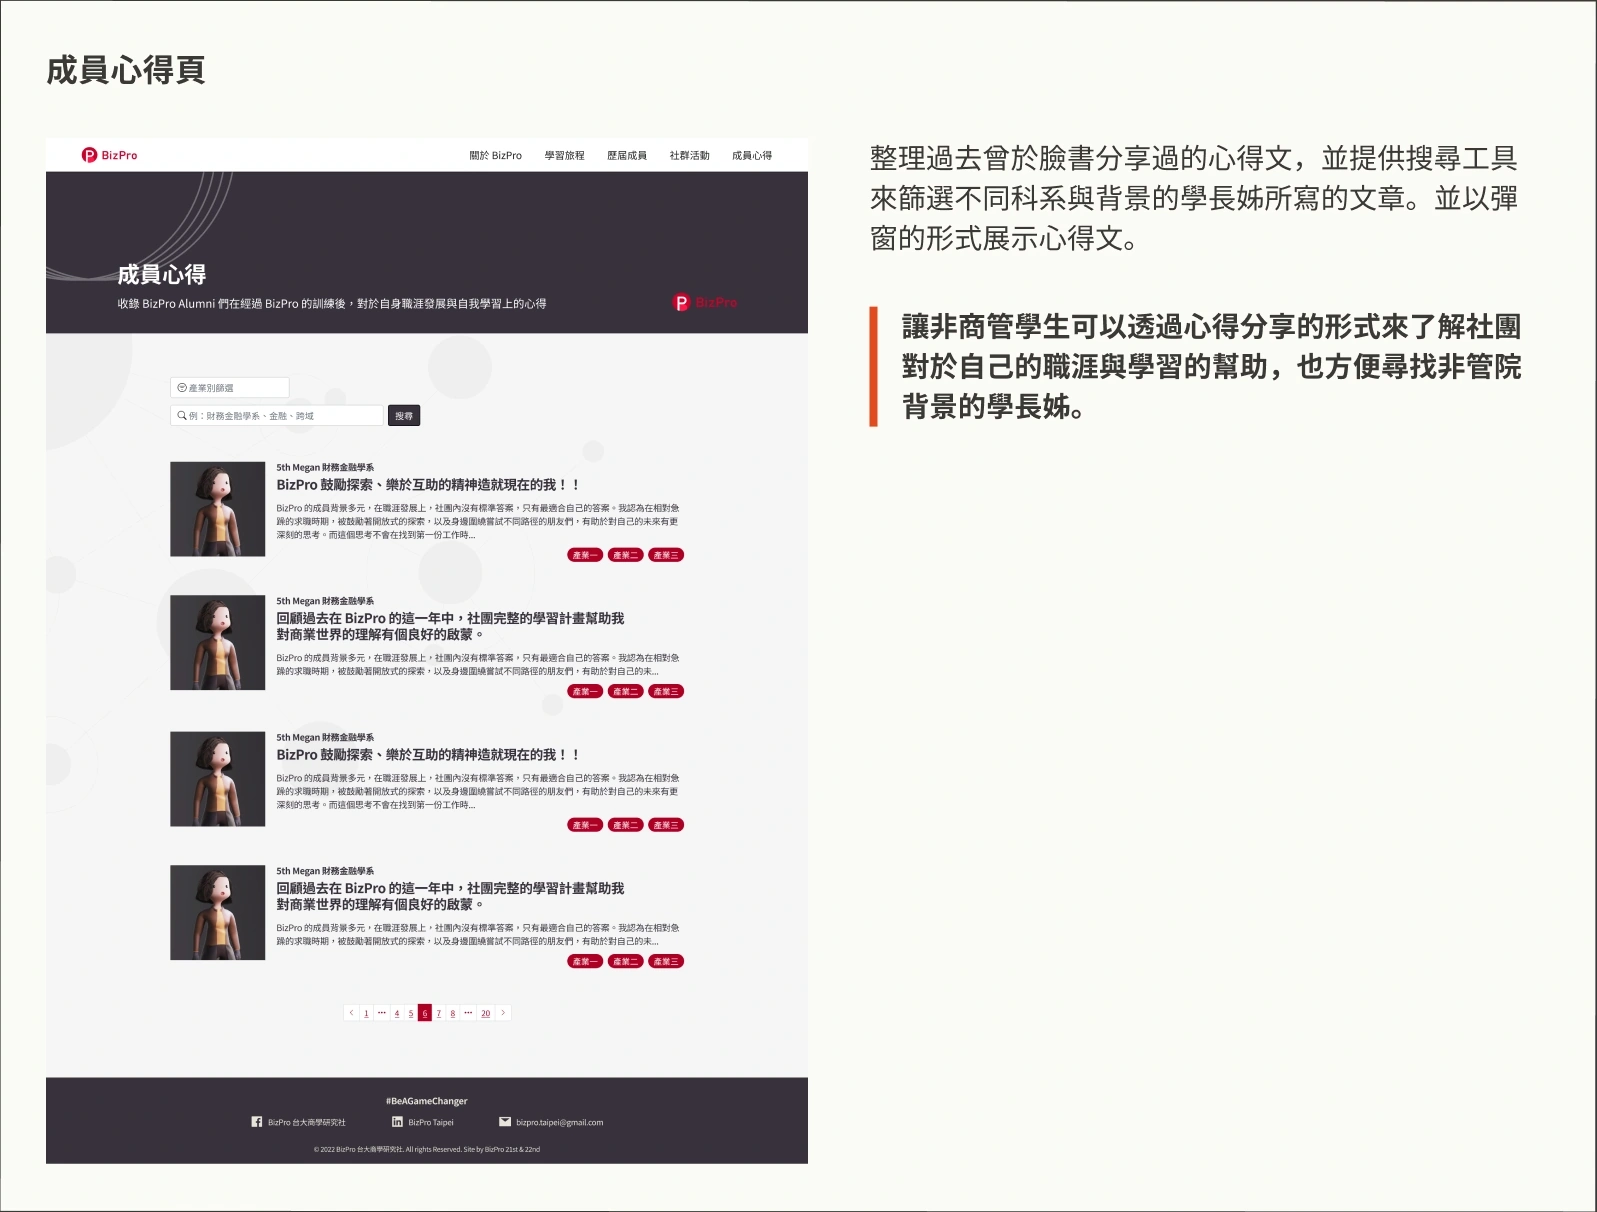 成員心得頁
BizPro
關於 BizPro
學習旅程
歷屆成員
社群活動
成員心得
成員心得
收錄 BizPro Alumni 們在經過 BizPro 的訓練後，對於自身職涯發展與自我學習上的心得
BizPro
產業別篩選
例：財務金融學系、金融、跨域
搜尋
5th Megan 財務金融學系
BizPro 鼓勵探索、樂於互助的精神造就現在的我！！
BizPro 的成員背景多元，在職涯發展上，社團內沒有標準答案，只有最適合自己的答案。我認為在相對急
躁的求職時期，被鼓勵著開放式的探索，以及身邊圍繞嘗試不同路徑的朋友們，有助於對自己的未來有更
深刻的思考。而這個思考不會在找到第一份工作時...
產業一 產業二 產業三
5th Megan 財務金融學系
回顧過去在 BizPro 的這一年中，社團完整的學習計畫幫助我
對商業世界的理解有個良好的啟蒙。
BizPro 的成員背景多元，在職涯發展上，社團內沒有標準答案，只有最適合自己的答案。我認為在相對急
躁的求職時期，被鼓勵著開放式的探索，以及身邊圍繞嘗試不同路徑的朋友們，有助於對自己的未...
產業一 產業二 產業三
5th Megan 財務金融學系
BizPro 鼓勵探索、樂於互助的精神造就現在的我！！
BizPro 的成員背景多元，在職涯發展上，社團內沒有標準答案，只有最適合自己的答案。我認為在相對急
躁的求職時期，被鼓勵著開放式的探索，以及身邊圍繞嘗試不同路徑的朋友們，有助於對自己的未來有更
深刻的思考。而這個思考不會在找到第一份工作時...
產業一 產業二 產業三
5th Megan 財務金融學系
回顧過去在 BizPro 的這一年中，社團完整的學習計畫幫助我
對商業世界的理解有個良好的啟蒙。
BizPro 的成員背景多元，在職涯發展上，社團內沒有標準答案，只有最適合自己的答案。我認為在相對急
躁的求職時期，被鼓勵著開放式的探索，以及身邊圍繞嘗試不同路徑的朋友們，有助於對自己的未...
產業一 產業二 產業三
< 1 ··· 4 5 6 7 8 ··· 20 >
#BeAGameChanger
BizPro 台大商學研究社
BizPro Taipei
bizpro.taipei@gmail.com
© 2022 BizPro 台大商學研究社. All rights Reserved. Site by BizPro 21st & 22nd
整理過去曾於臉書分享過的心得文，並提供搜尋工具
來篩選不同科系與背景的學長姊所寫的文章。並以彈
窗的形式展示心得文。
讓非商管學生可以透過心得分享的形式來了解社團
對於自己的職涯與學習的幫助，也方便尋找非管院
背景的學長姊。